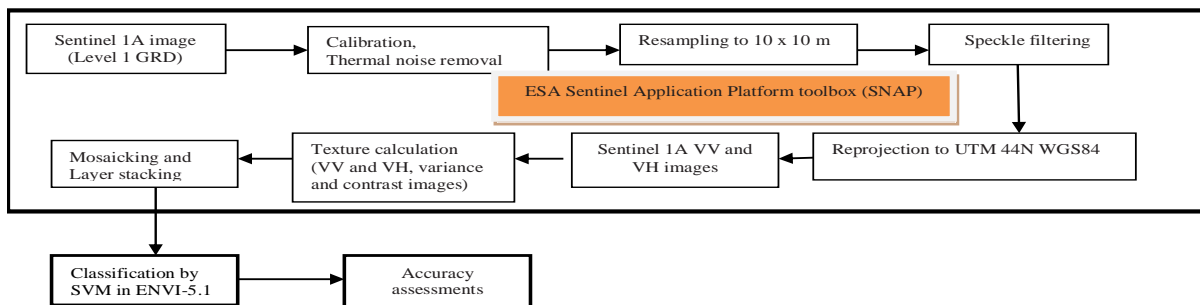 Sentinel 1A image
(Level 1 GRD)
Calibration,
Thermal noise removal
Resampling to 10 x 10 m
Speckle filtering
ESA Sentinel Application Platform toolbox (SNAP)
Reprojection to UTM 44N WGS84
Sentinel 1A VV and
VH images
Texture calculation
(VV and VH, variance
and contrast images)
Mosaicking and
Layer stacking
Classification by
SVM in ENVI-5.1
Accuracy
assessments